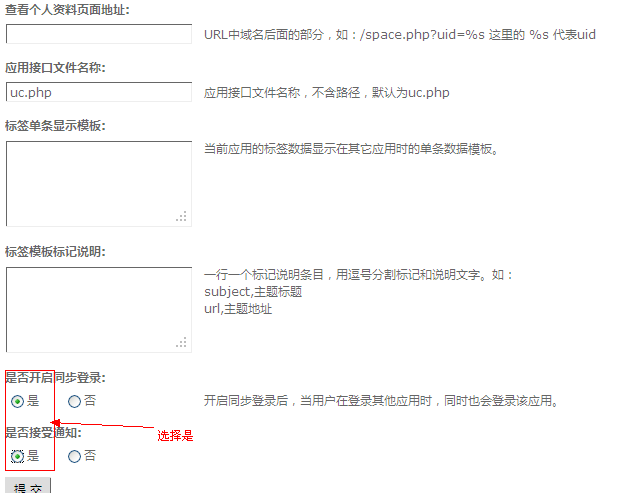 查看个人资料页面地址:
URL中域名后面的部分，如：/space.php?uid=%s 这里的 %s 代表uid
应用接口文件名称:
uc.php 应用接口文件名称，不含路径，默认为uc.php
标签单条显示模板:
当前应用的标签数据显示在其它应用时的单条数据模板。
标签模板标记说明:
一行一个标记说明条目，用逗号分割标记和说明文字。如：
subject,主题标题
url,主题地址
是否开启同步登录:
是 否 开启同步登录后，当用户在登录其他应用时，同时也会登录该应用。
是否接受通知:
选择是
是 否
提 交